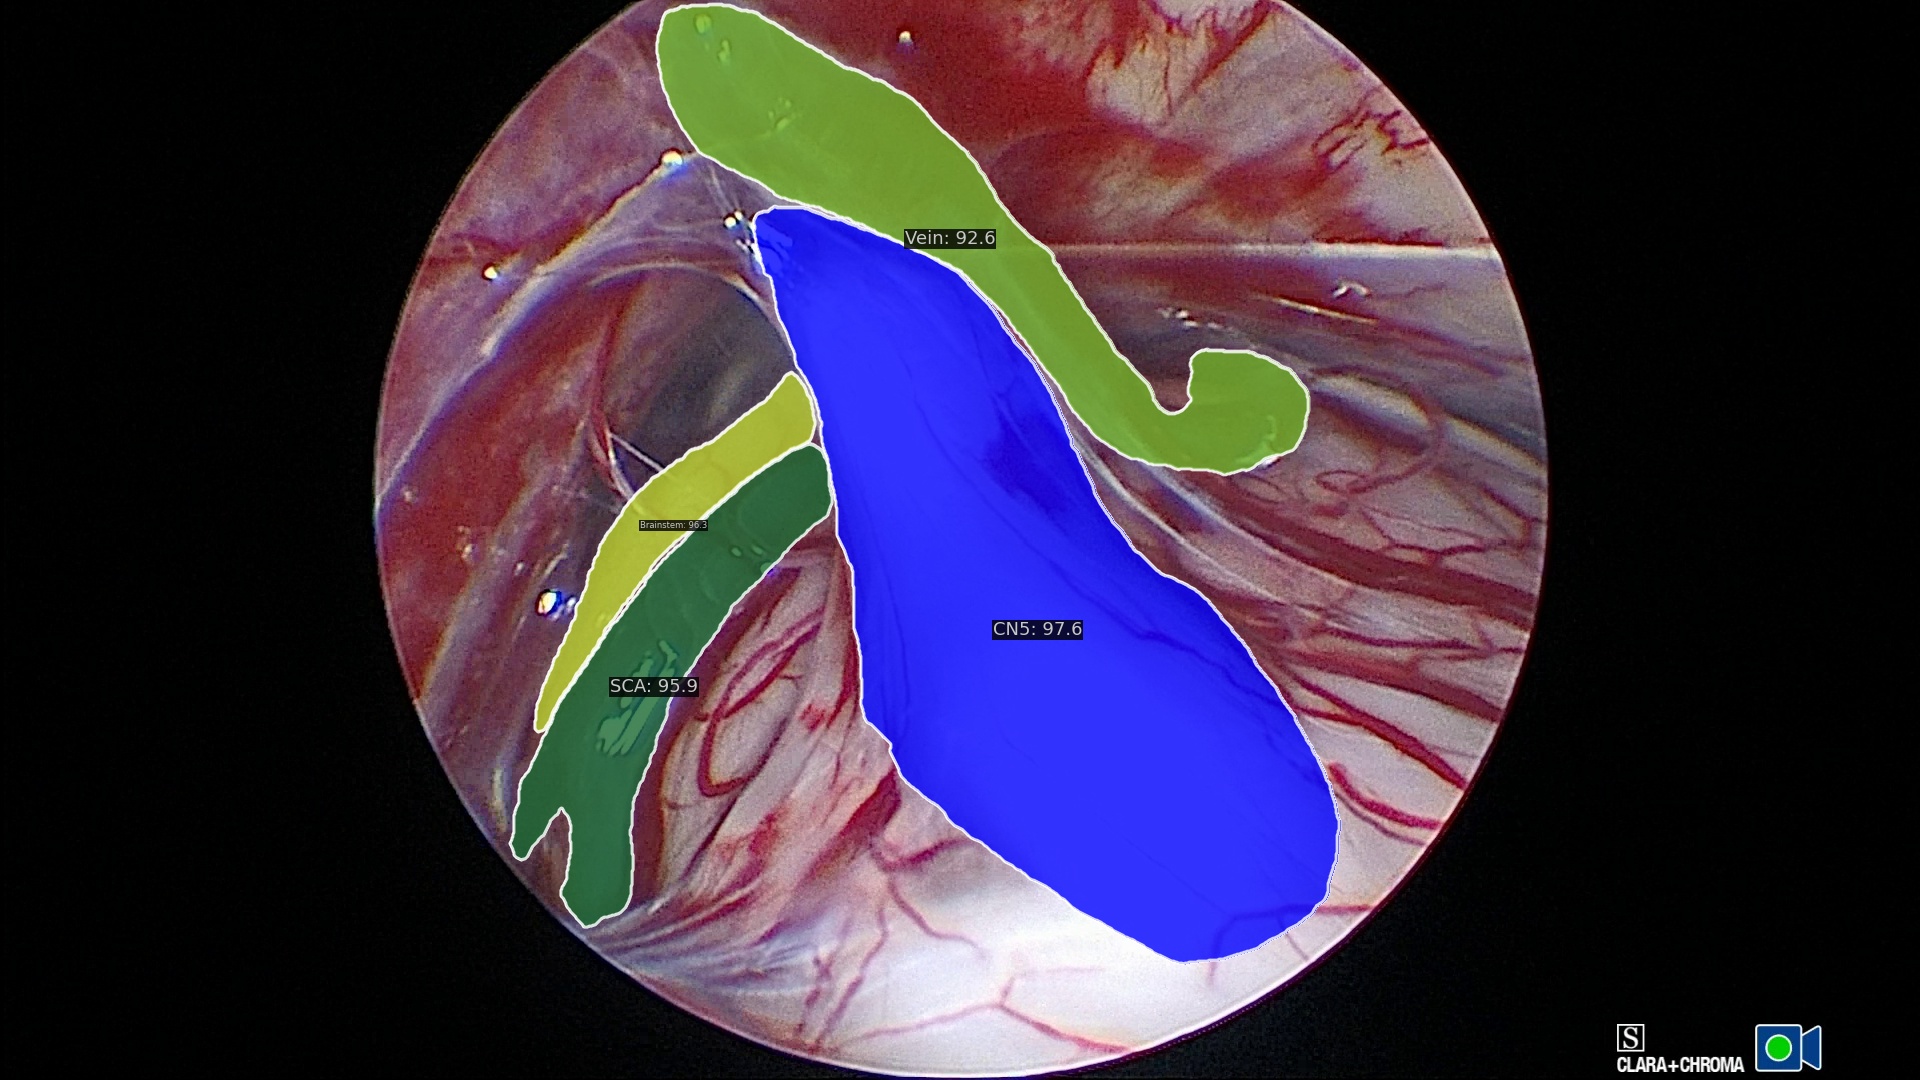 Vein: 92.6
Brainstem: 96.3
CN5: 97.6
SCA: 95.9
S
CLARA+CHROMA